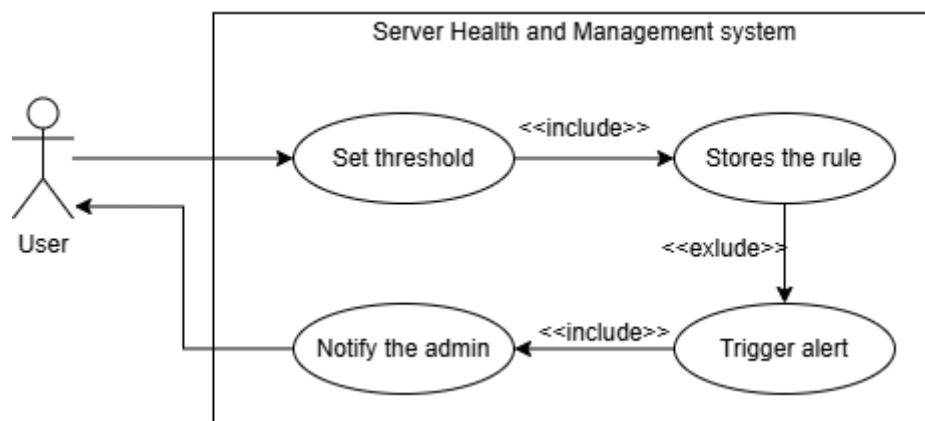 Server Health and Management system
<<include>>
Set threshold
Stores the rule
User
<<exlude>>
<<include>>
Notify the admin
Trigger alert